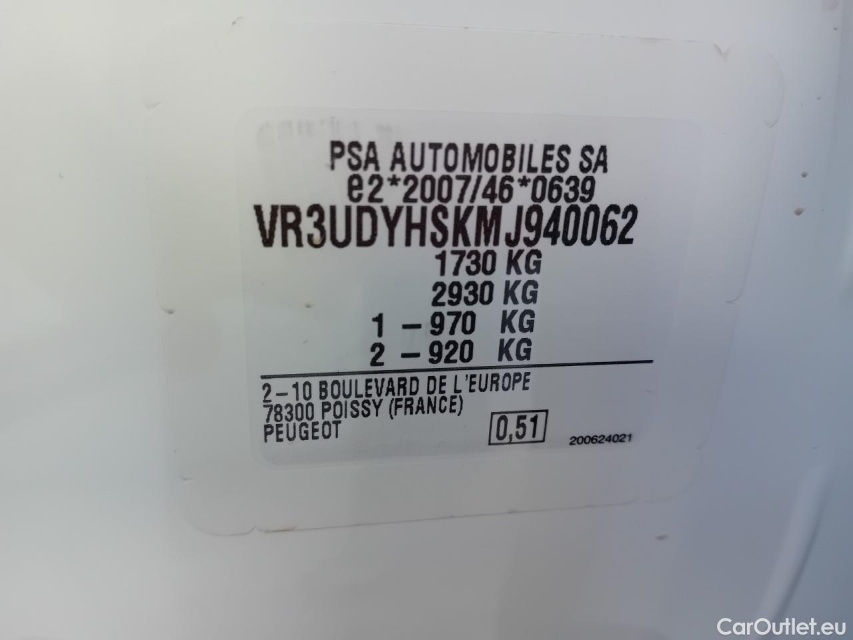 PSA AUTOMOBILES SA
e2*2007/46*0639
VR3UDYHSKMJ940062
1730 KG
2930 KG
1 – 970 KG
2 – 920 KG
2–10 BOULEVARD DE L'EUROPE
78300 POISSY (FRANCE)
PEUGEOT
0,51
200624021
CarOutlet.eu